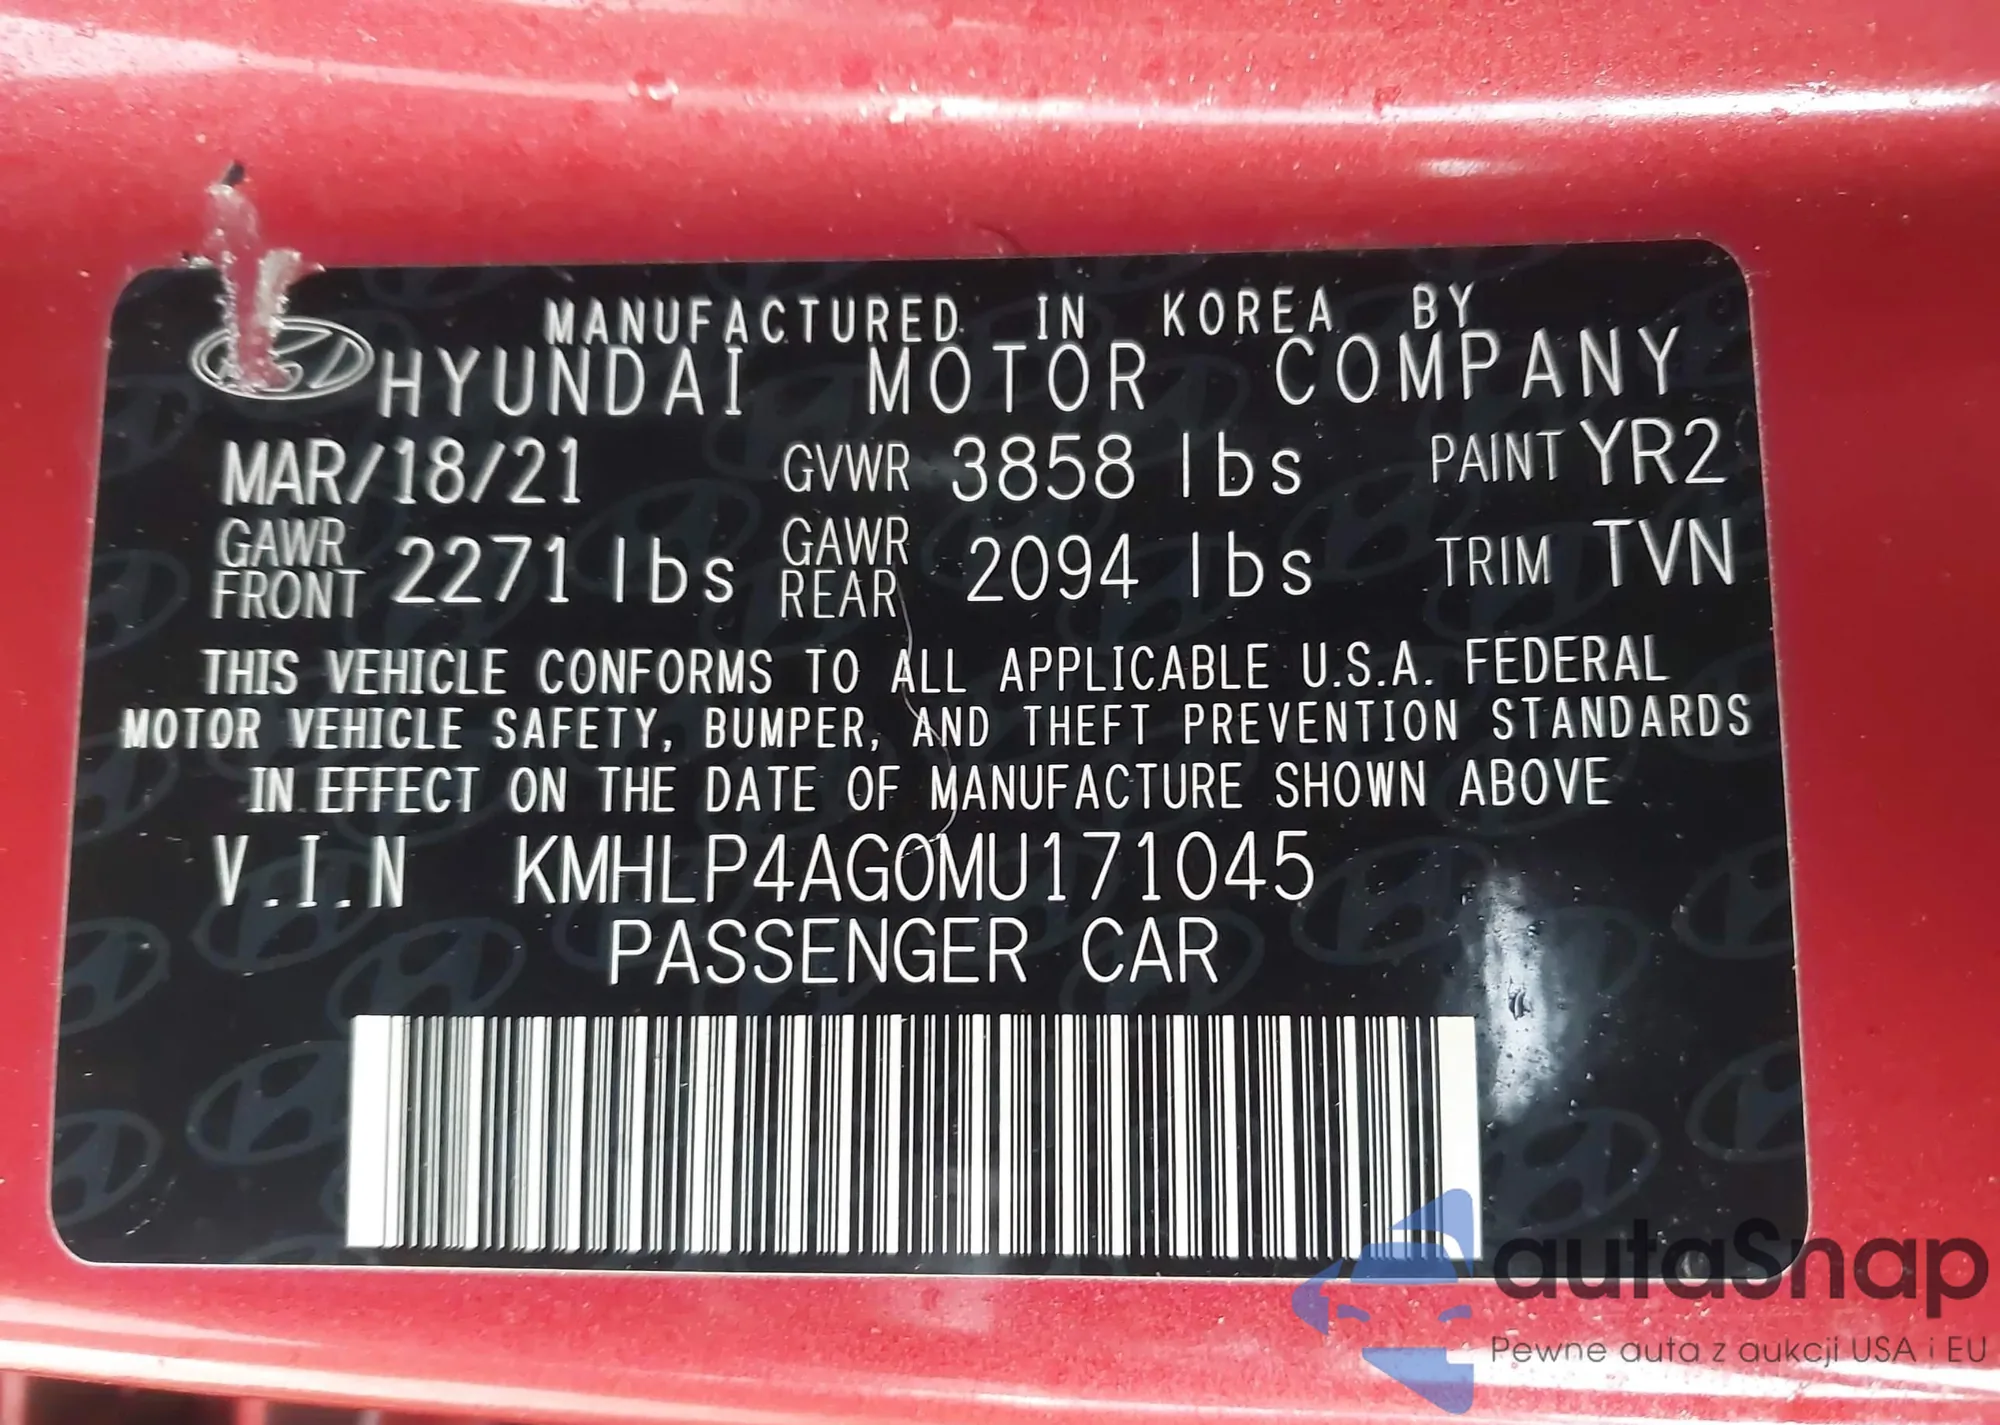 MANUFACTURED IN KOREA BY
HYUNDAI MOTOR COMPANY
MAR/18/21 GVWR 3858 lbs PAINT YR2
GAWR FRONT 2271 lbs GAWR REAR 2094 lbs TRIM TVN
THIS VEHICLE CONFORMS TO ALL APPLICABLE U.S.A. FEDERAL
MOTOR VEHICLE SAFETY, BUMPER, AND THEFT PREVENTION STANDARDS
IN EFFECT ON THE DATE OF MANUFACTURE SHOWN ABOVE
V.I.N KMHLP4AG0MU171045
PASSENGER CAR
autaSnap
Pewne auta z aukcji USA i EU